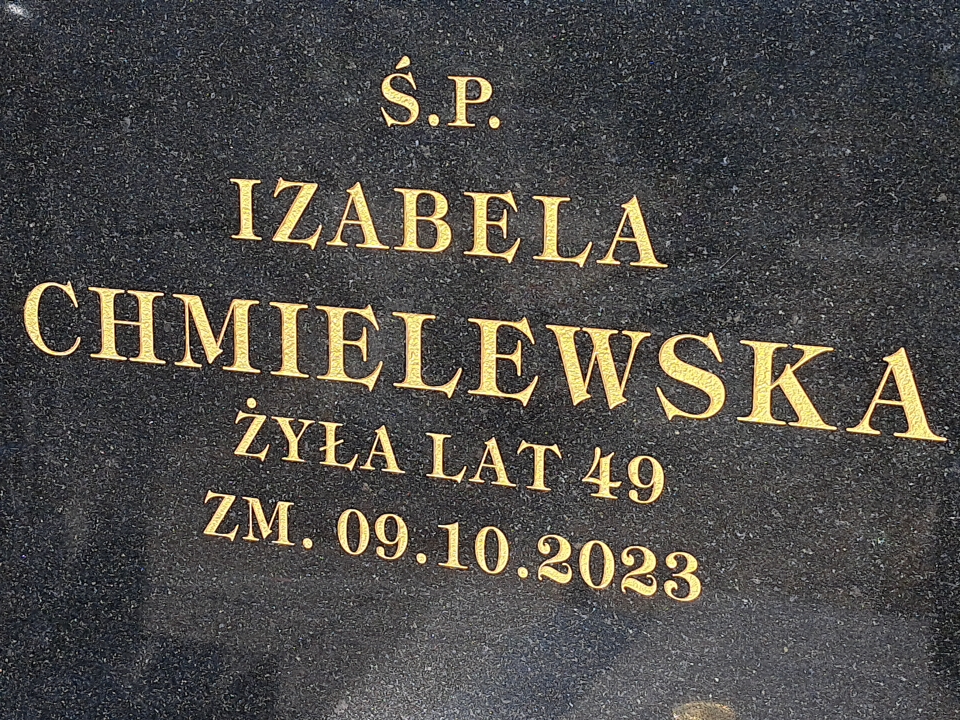 Ś.P.
IZABELA
CHMIELEWSKA
ŻYŁA LAT 49
ZM. 09.10.2023